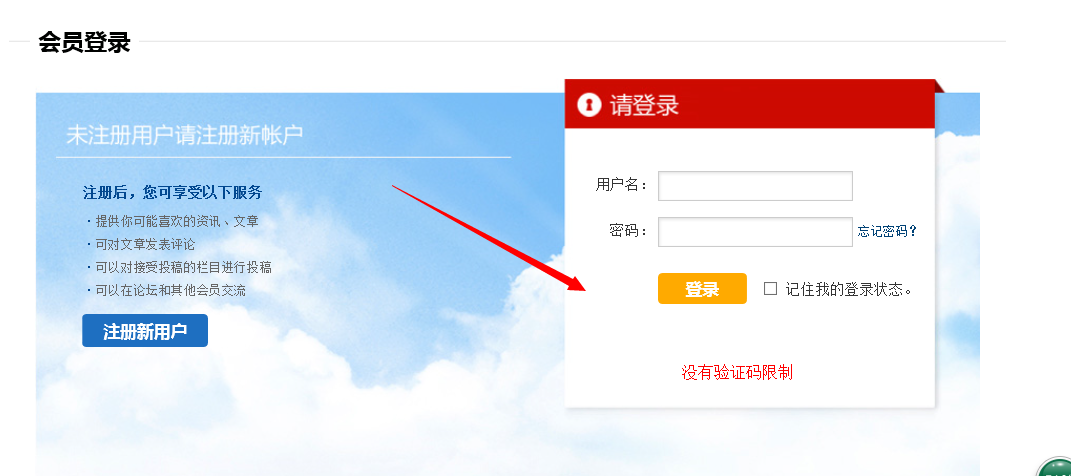 会员登录
未注册用户请注册新帐户
注册后，您可享受以下服务
·提供你可能喜欢的资讯、文章
·可对文章发表评论
·可以对接受投稿的栏目进行投稿
·可以在论坛和其他会员交流
注册新用户
请登录
用户名：
密码： 忘记密码?
登录 记住我的登录状态。
没有验证码限制